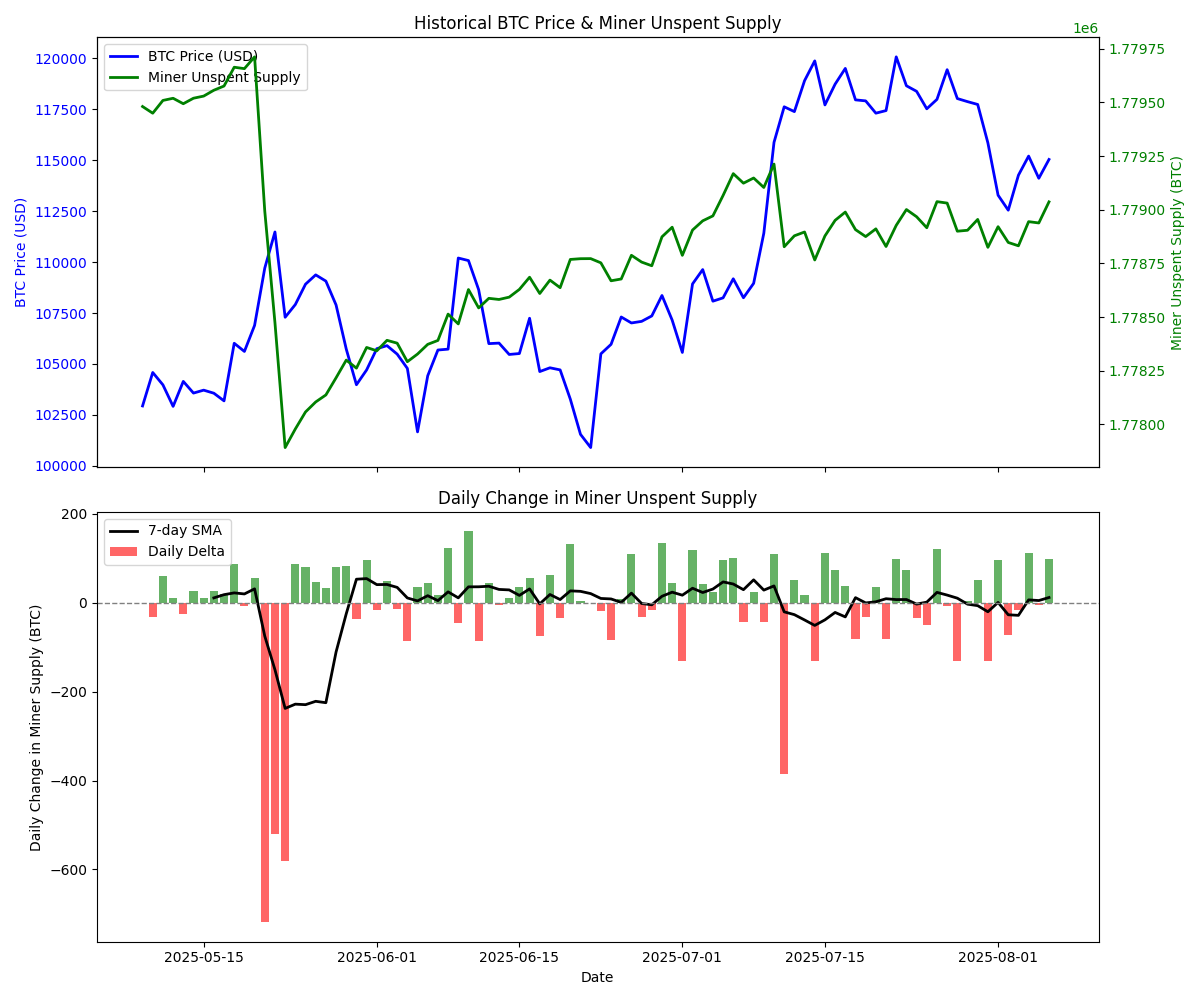 Historical BTC Price & Miner Unspent Supply
1e6
BTC Price (USD)
Miner Unspent Supply
120000
117500
115000
112500
110000
107500
105000
102500
100000
BTC Price (USD)
1.77975
1.77950
1.77925
1.77900
1.77875
1.77850
1.77825
1.77800
Miner Unspent Supply (BTC)
Daily Change in Miner Unspent Supply
7-day SMA
Daily Delta
200
0
−200
−400
−600
Daily Change in Miner Supply (BTC)
2025-05-15 2025-06-01 2025-06-15 2025-07-01 2025-07-15 2025-08-01
Date